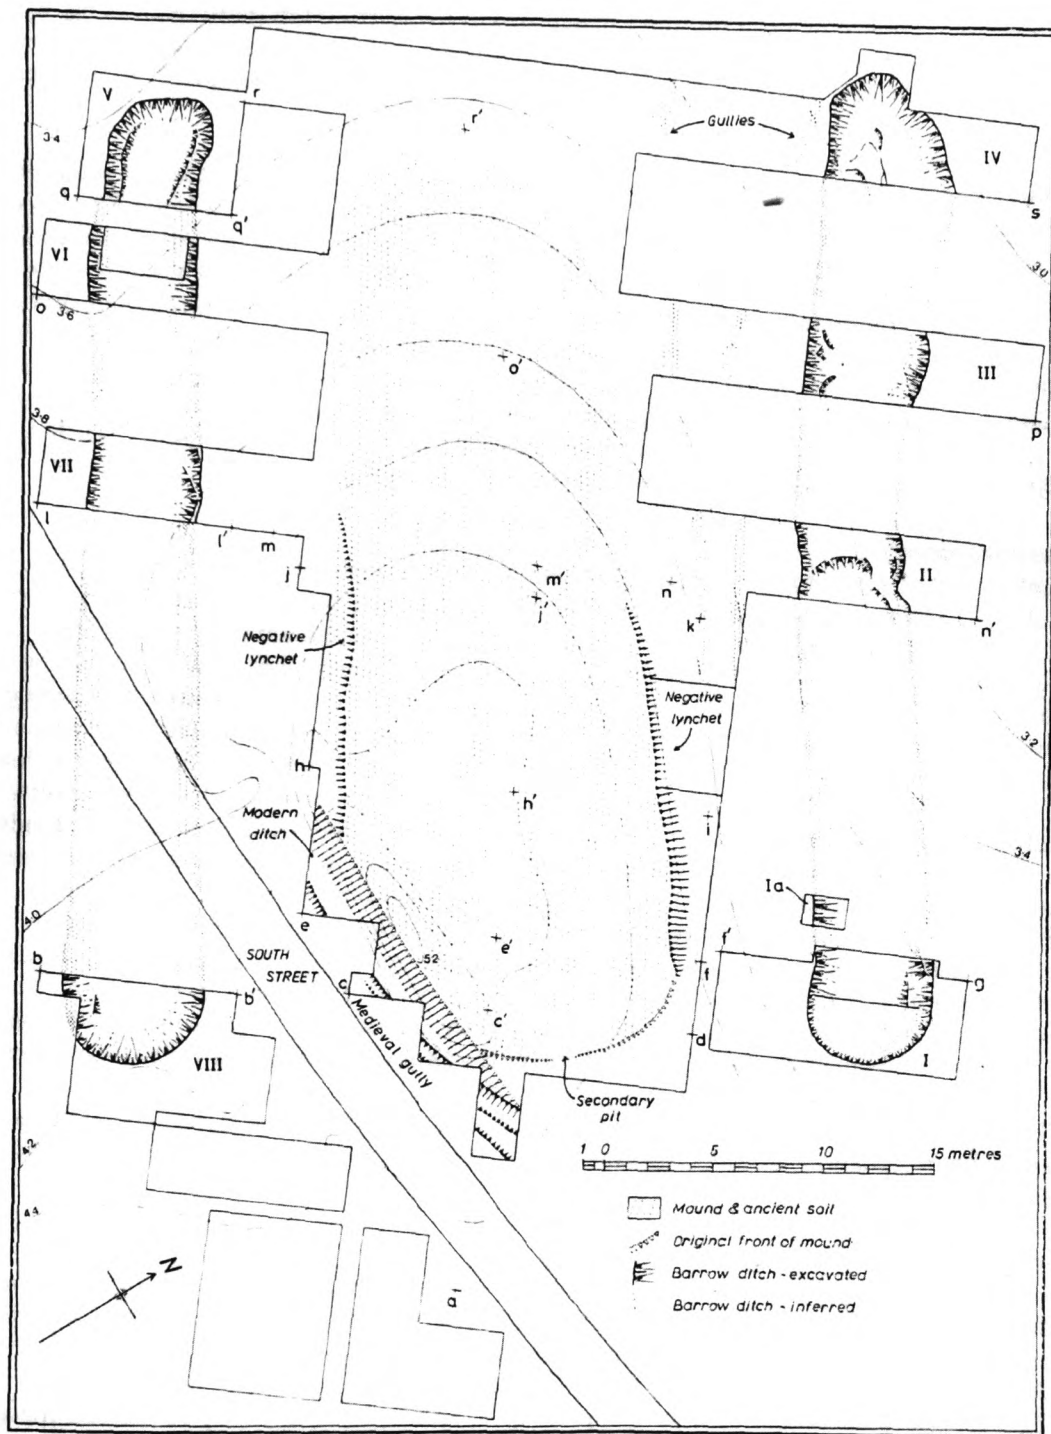 V
r
r'
Gullies
IV
34
q
q'
s
VI
30
o
36
o'
III
38
p
VII
l
l'
m
j
m'
j'
n
k
II
n'
Negative
lynchet
Negative
lynchet
32
h
h'
i
Modern
ditch
34
Ia
40
e
e'
52
f'
f
g
b
b'
SOUTH
STREET
c
c'
d
Medieval gully
VIII
I
Secondary
pit
42
1 0 5 10 15 metres
44
Mound & ancient soil
Original front of mound
Barrow ditch - excavated
Barrow ditch - inferred
N
a